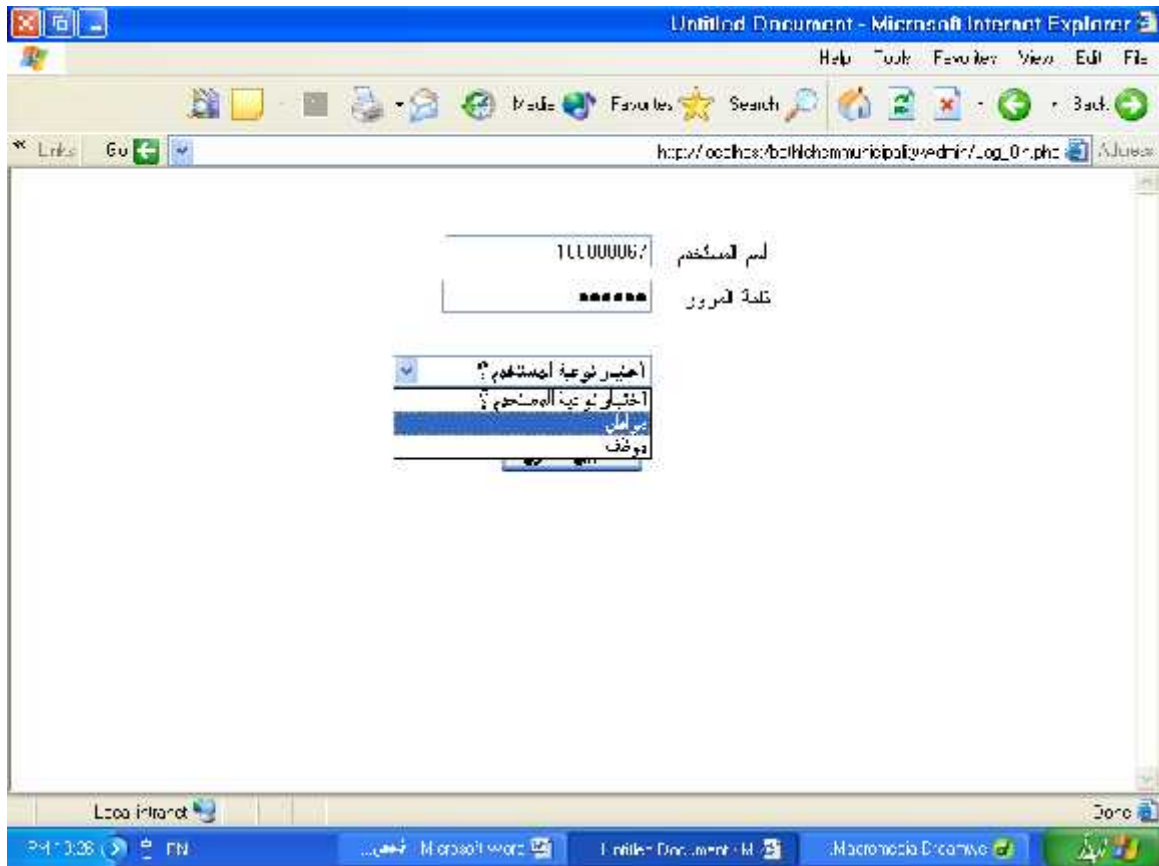 Untitled Document - Microsoft Internet Explorer
File Edit View Favorites Tools Help
Back Search Favorites Media
Address Go Links
اسم المستخدم
كلمة المرور ••••••
اختيار نوعية المستخدم؟
اختيار نوعية المستخدم؟
مواطن
موظف
Done Local intranet
Untitled Document - M
Microsoft Word
EN
PM